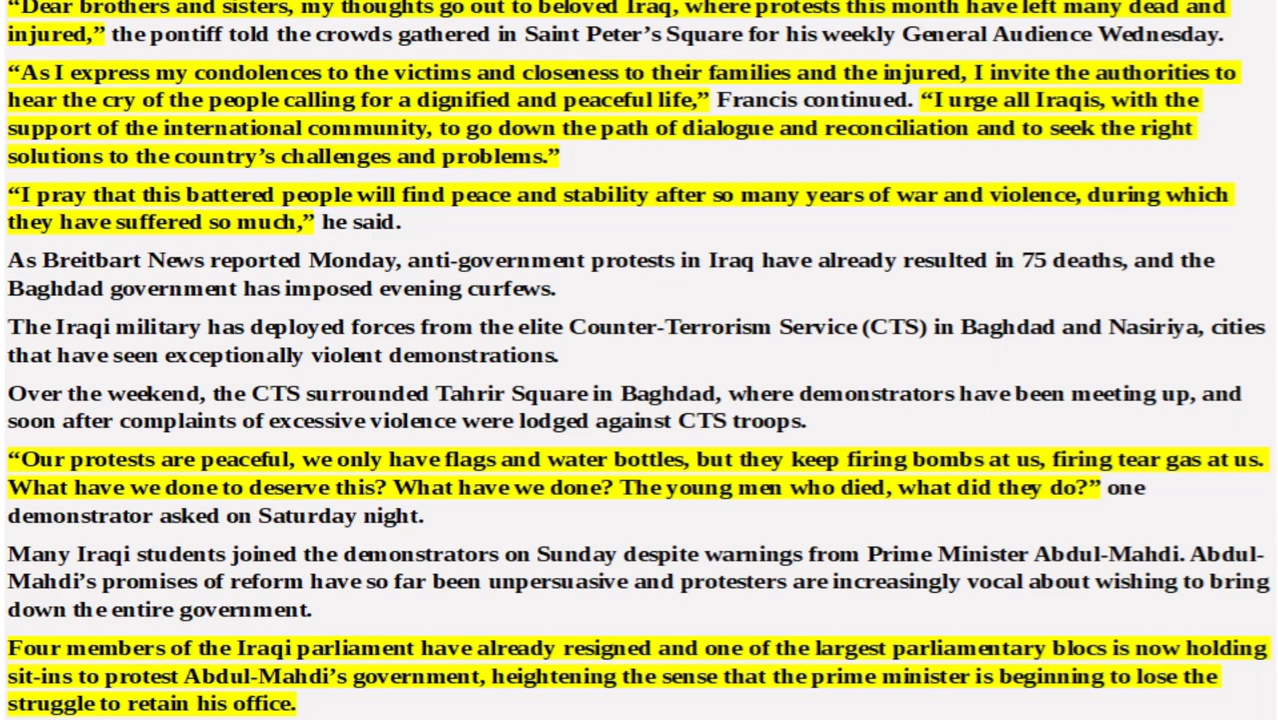 “Dear brothers and sisters, my thoughts go out to beloved Iraq, where protests this month have left many dead and
injured,” the pontiff told the crowds gathered in Saint Peter’s Square for his weekly General Audience Wednesday.
“As I express my condolences to the victims and closeness to their families and the injured, I invite the authorities to
hear the cry of the people calling for a dignified and peaceful life,” Francis continued. “I urge all Iraqis, with the
support of the international community, to go down the path of dialogue and reconciliation and to seek the right
solutions to the country’s challenges and problems.”
“I pray that this battered people will find peace and stability after so many years of war and violence, during which
they have suffered so much,” he said.
As Breitbart News reported Monday, anti-government protests in Iraq have already resulted in 75 deaths, and the
Baghdad government has imposed evening curfews.
The Iraqi military has deployed forces from the elite Counter-Terrorism Service (CTS) in Baghdad and Nasiriya, cities
that have seen exceptionally violent demonstrations.
Over the weekend, the CTS surrounded Tahrir Square in Baghdad, where demonstrators have been meeting up, and
soon after complaints of excessive violence were lodged against CTS troops.
“Our protests are peaceful, we only have flags and water bottles, but they keep firing bombs at us, firing tear gas at us.
What have we done to deserve this? What have we done? The young men who died, what did they do?” one
demonstrator asked on Saturday night.
Many Iraqi students joined the demonstrators on Sunday despite warnings from Prime Minister Abdul-Mahdi. Abdul-
Mahdi’s promises of reform have so far been unpersuasive and protesters are increasingly vocal about wishing to bring
down the entire government.
Four members of the Iraqi parliament have already resigned and one of the largest parliamentary blocs is now holding
sit-ins to protest Abdul-Mahdi’s government, heightening the sense that the prime minister is beginning to lose the
struggle to retain his office.